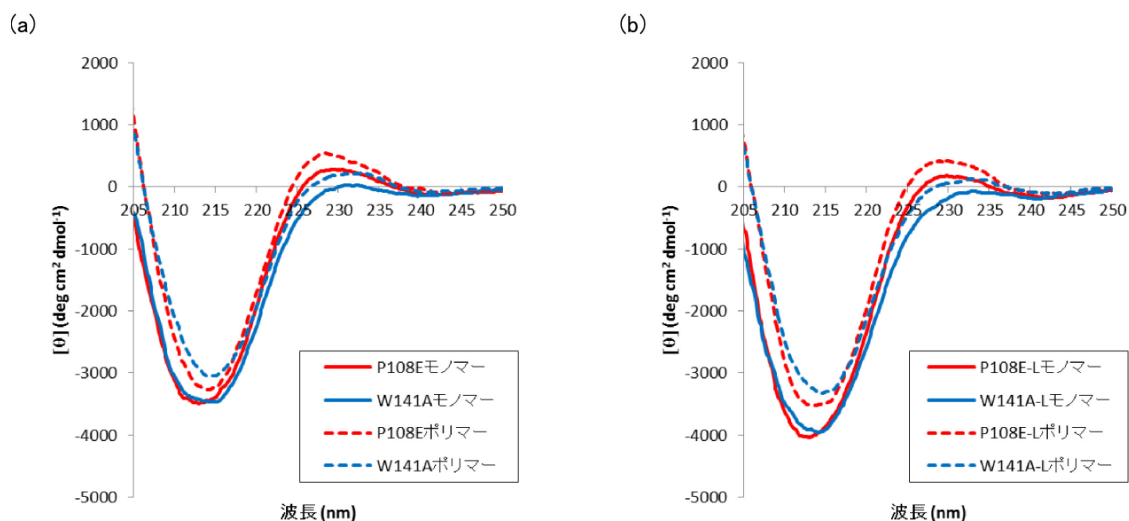 (a)
2000
1000
0
-1000
-2000
-3000
-4000
-5000
205 210 215 220 225 230 235 240 245 250
[θ] (deg cm² dmol⁻¹)
波長 (nm)
P108Eモノマー
W141Aモノマー
P108Eポリマー
W141Aポリマー
(b)
2000
1000
0
-1000
-2000
-3000
-4000
-5000
205 210 215 220 225 230 235 240 245 250
[θ] (deg cm² dmol⁻¹)
波長 (nm)
P108E-Lモノマー
W141A-Lモノマー
P108E-Lポリマー
W141A-Lポリマー